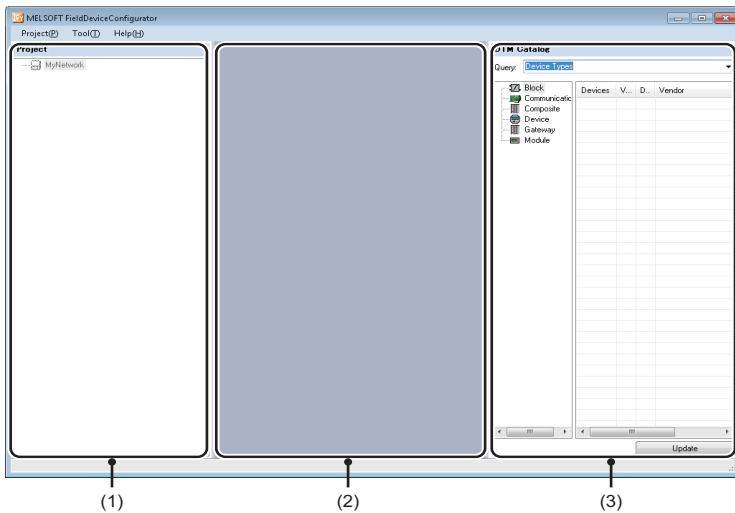 MELSOFT FieldDeviceConfigurator
Project(P) Tool(T) Help(H)
Project
MyNetwork
DTM Catalog
Query: Device Types
Block
Communicatic
Composite
Device
Gateway
Module
Devices V... D.. Vendor
Update
(1) (2) (3)